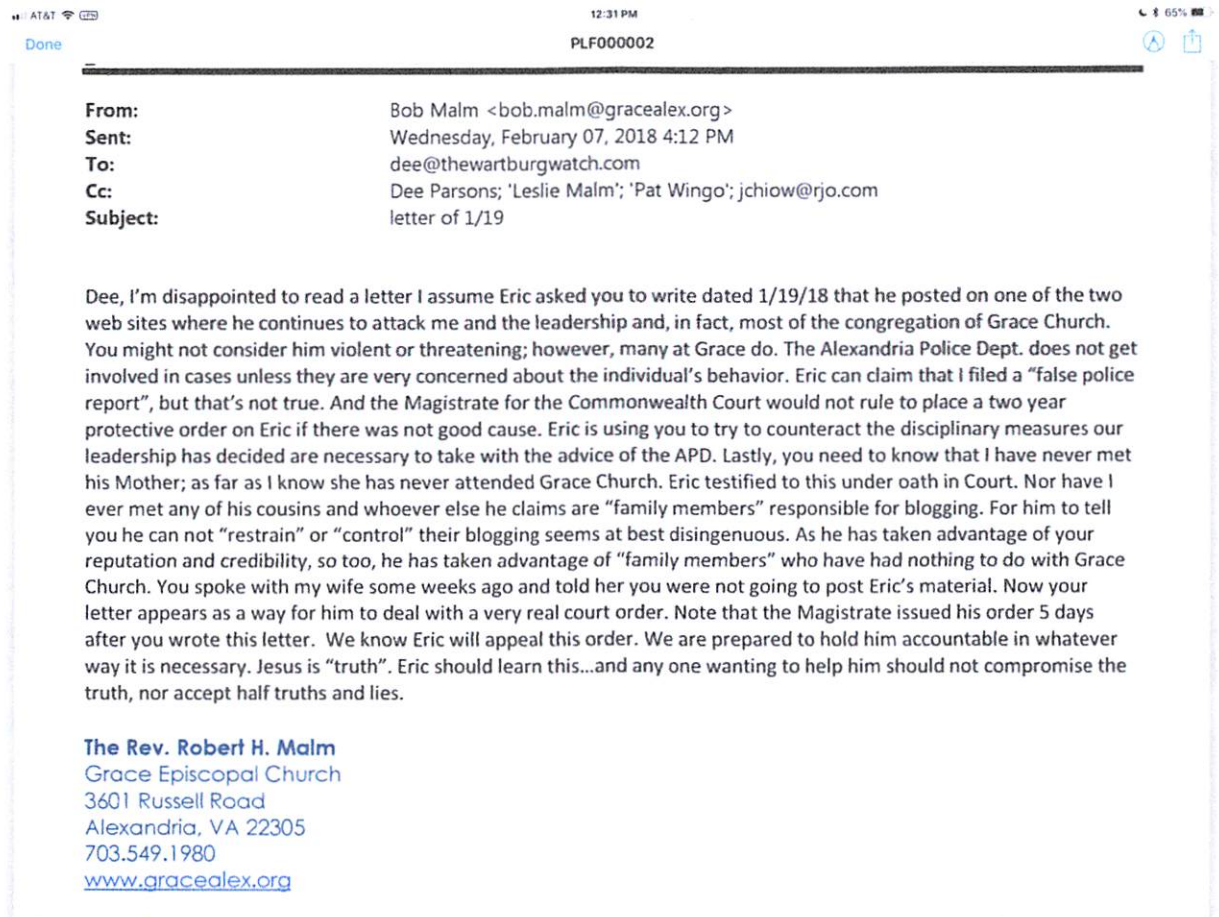 AT&T VPN 12:31 PM 65%
Done PLF000002
From: Bob Malm <bob.malm@gracealex.org>
Sent: Wednesday, February 07, 2018 4:12 PM
To: dee@thewartburgwatch.com
Cc: Dee Parsons; 'Leslie Malm'; 'Pat Wingo'; jchiow@rjo.com
Subject: letter of 1/19
Dee, I'm disappointed to read a letter I assume Eric asked you to write dated 1/19/18 that he posted on one of the two
web sites where he continues to attack me and the leadership and, in fact, most of the congregation of Grace Church.
You might not consider him violent or threatening; however, many at Grace do. The Alexandria Police Dept. does not get
involved in cases unless they are very concerned about the individual's behavior. Eric can claim that I filed a "false police
report", but that's not true. And the Magistrate for the Commonwealth Court would not rule to place a two year
protective order on Eric if there was not good cause. Eric is using you to try to counteract the disciplinary measures our
leadership has decided are necessary to take with the advice of the APD. Lastly, you need to know that I have never met
his Mother; as far as I know she has never attended Grace Church. Eric testified to this under oath in Court. Nor have I
ever met any of his cousins and whoever else he claims are "family members" responsible for blogging. For him to tell
you he can not "restrain" or "control" their blogging seems at best disingenuous. As he has taken advantage of your
reputation and credibility, so too, he has taken advantage of "family members" who have had nothing to do with Grace
Church. You spoke with my wife some weeks ago and told her you were not going to post Eric's material. Now your
letter appears as a way for him to deal with a very real court order. Note that the Magistrate issued his order 5 days
after you wrote this letter. We know Eric will appeal this order. We are prepared to hold him accountable in whatever
way it is necessary. Jesus is "truth". Eric should learn this...and any one wanting to help him should not compromise the
truth, nor accept half truths and lies.
The Rev. Robert H. Malm
Grace Episcopal Church
3601 Russell Road
Alexandria, VA 22305
703.549.1980
www.gracealex.org